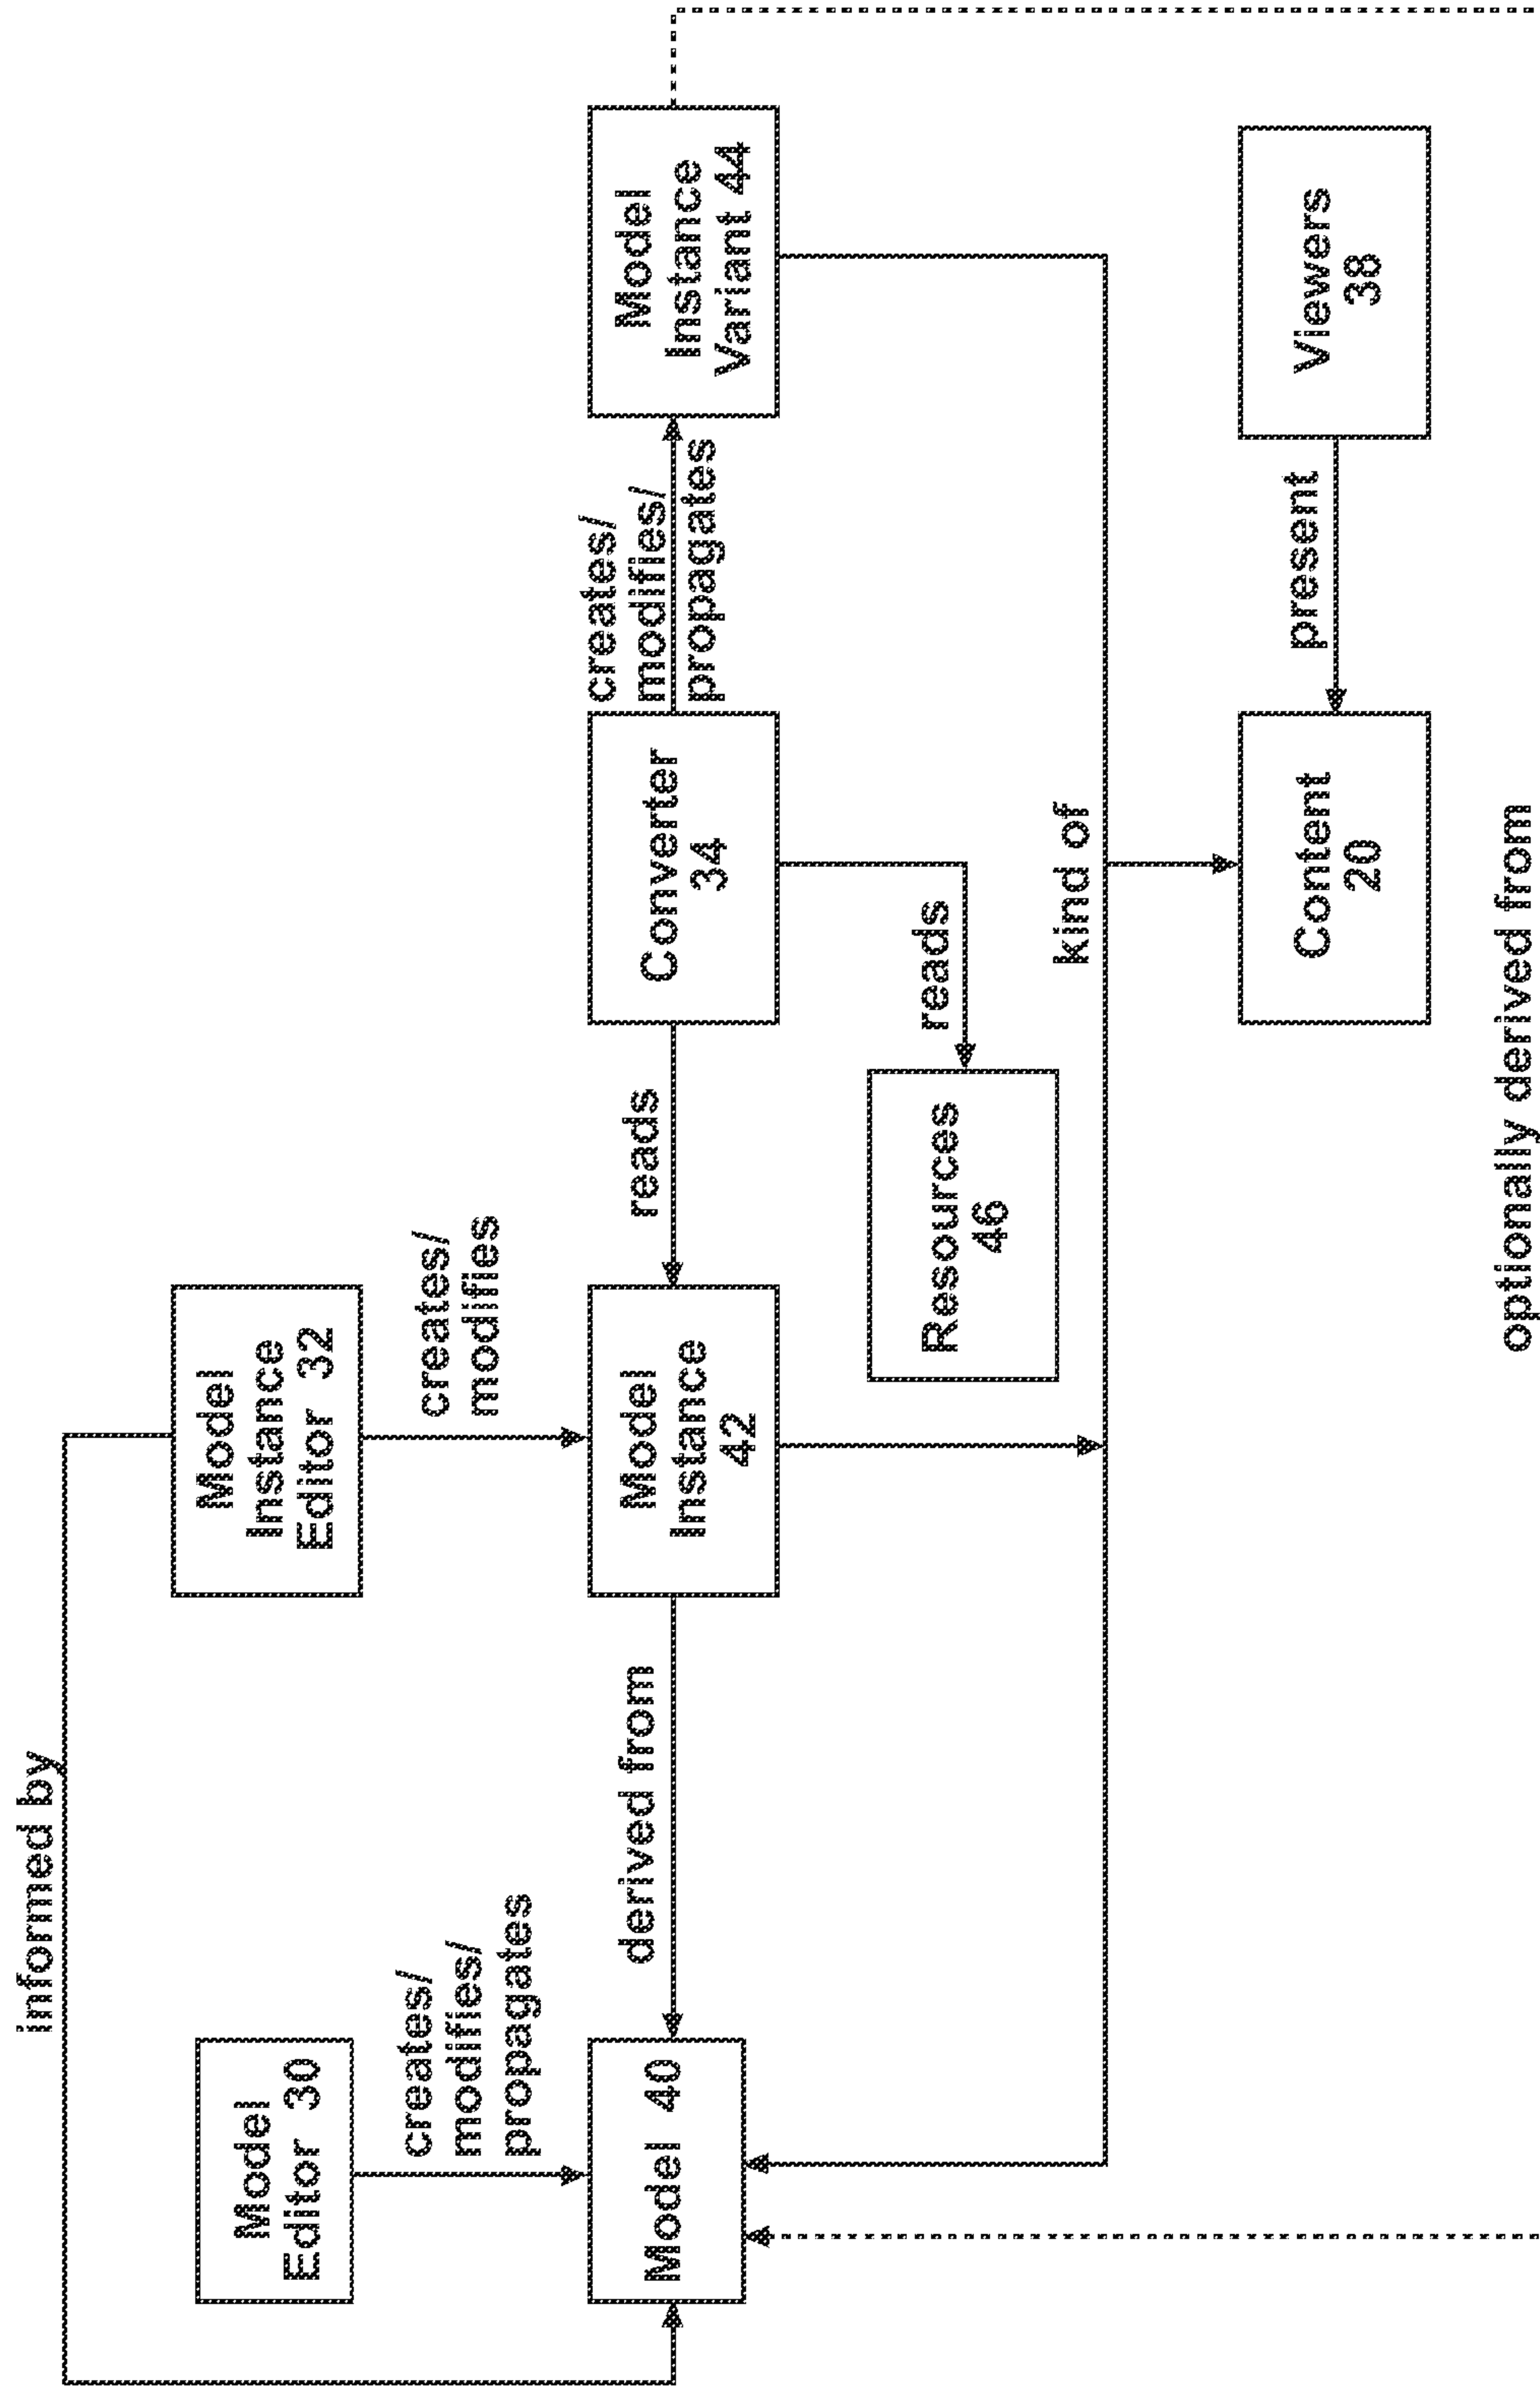 informed by
Model
Editor 30
creates/
modifies/
propagates
Model 40
derived from
Model
Instance
Editor 32
creates/
modifies
Model
Instance
42
reads
Converter
34
creates/
modifies/
propagates
Model
Instance
Variant 44
reads
Resources
46
kind of
Content
20
present
Viewers
38
optionally derived from